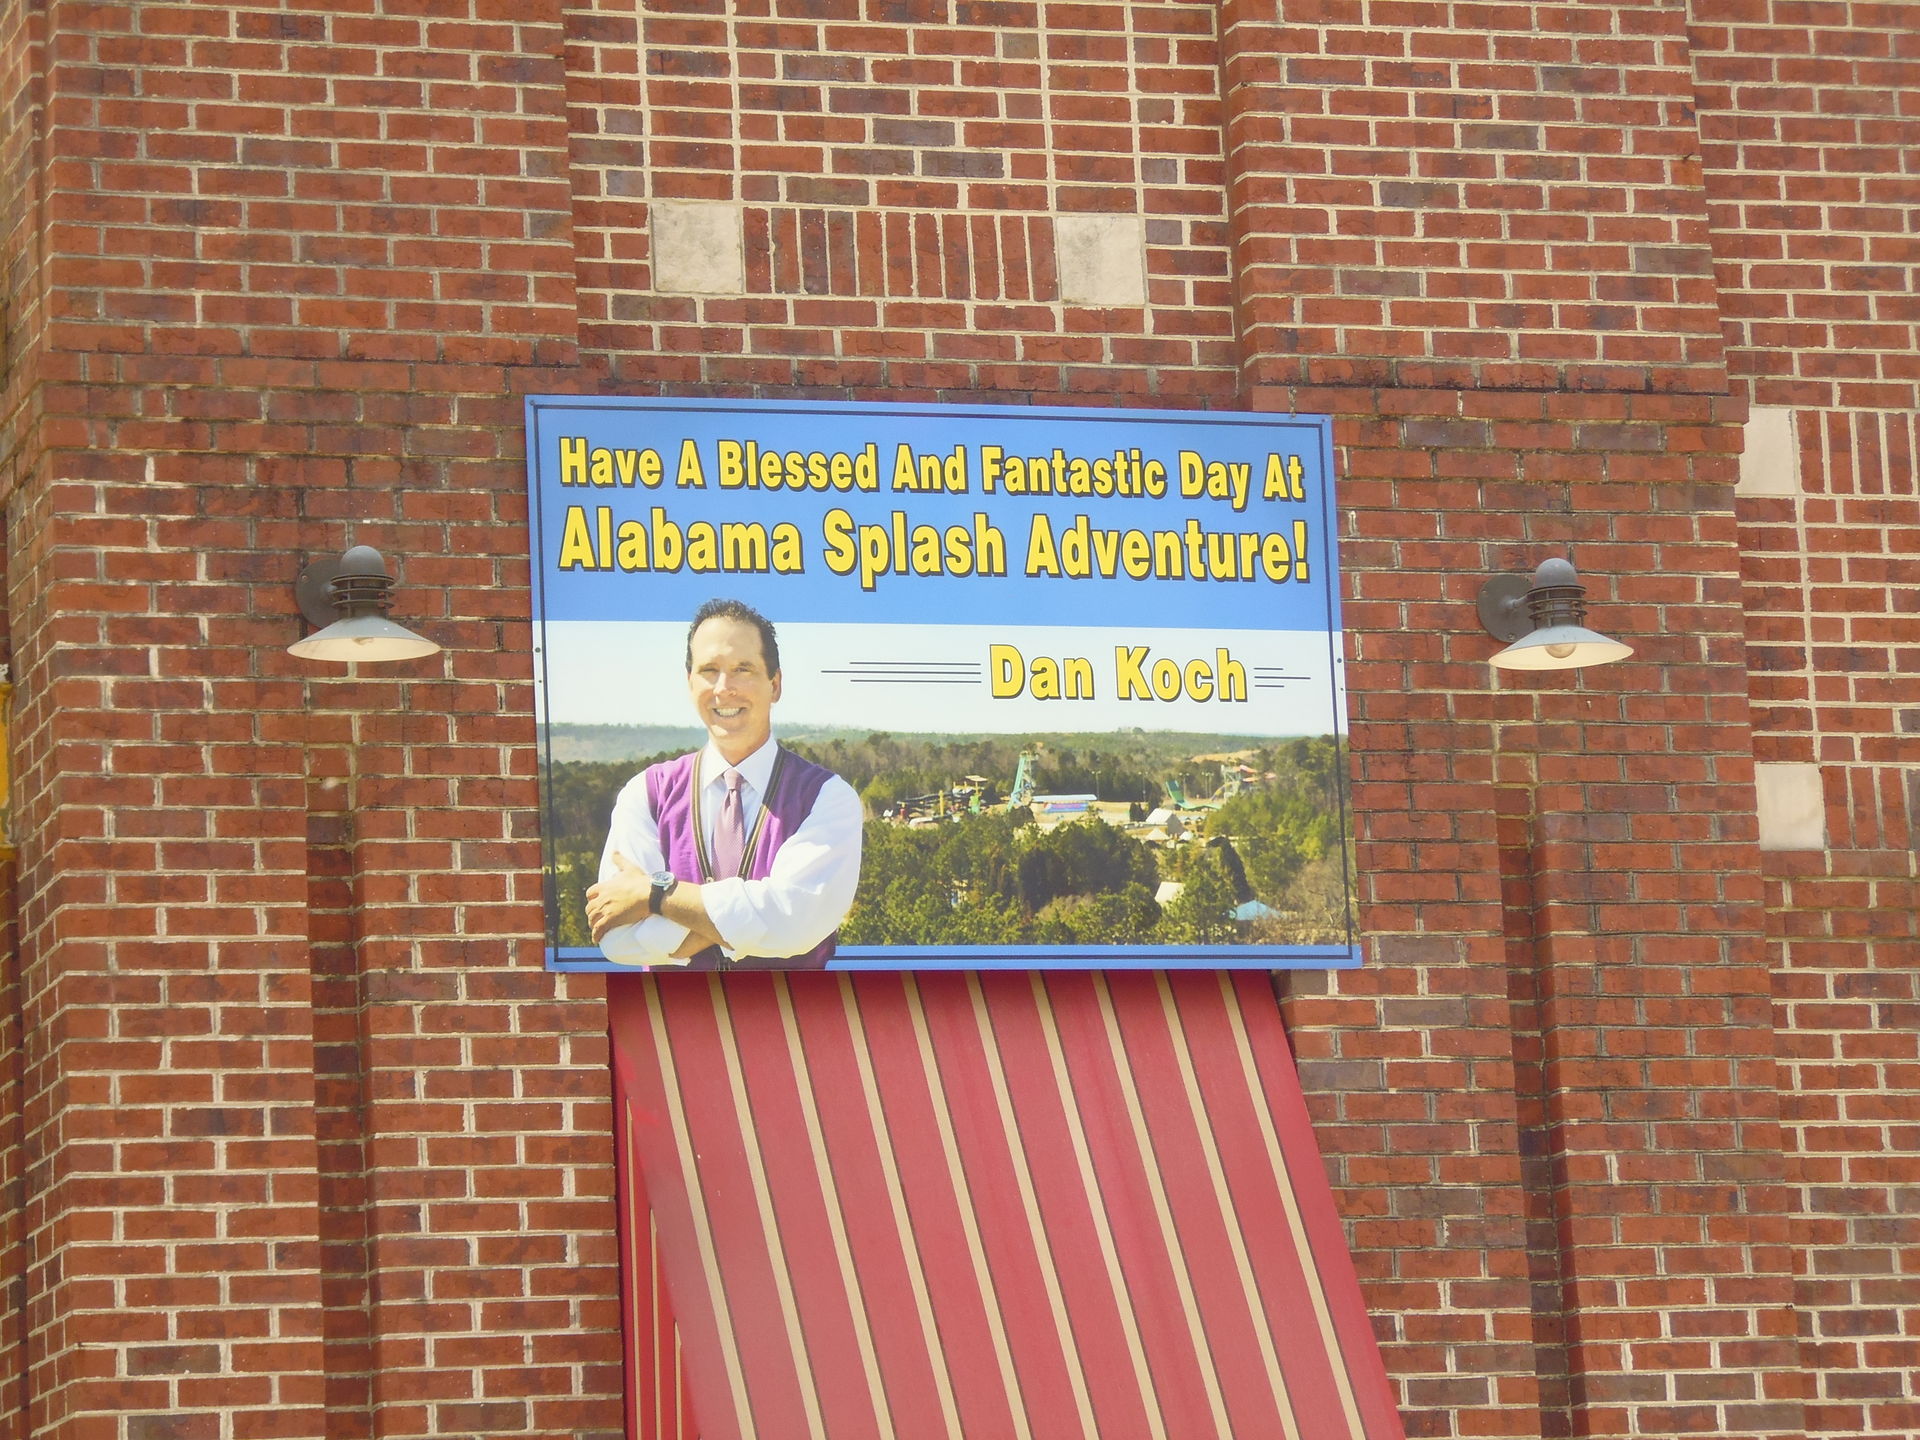 Have A Blessed And Fantastic Day At
Alabama Splash Adventure!
Dan Koch